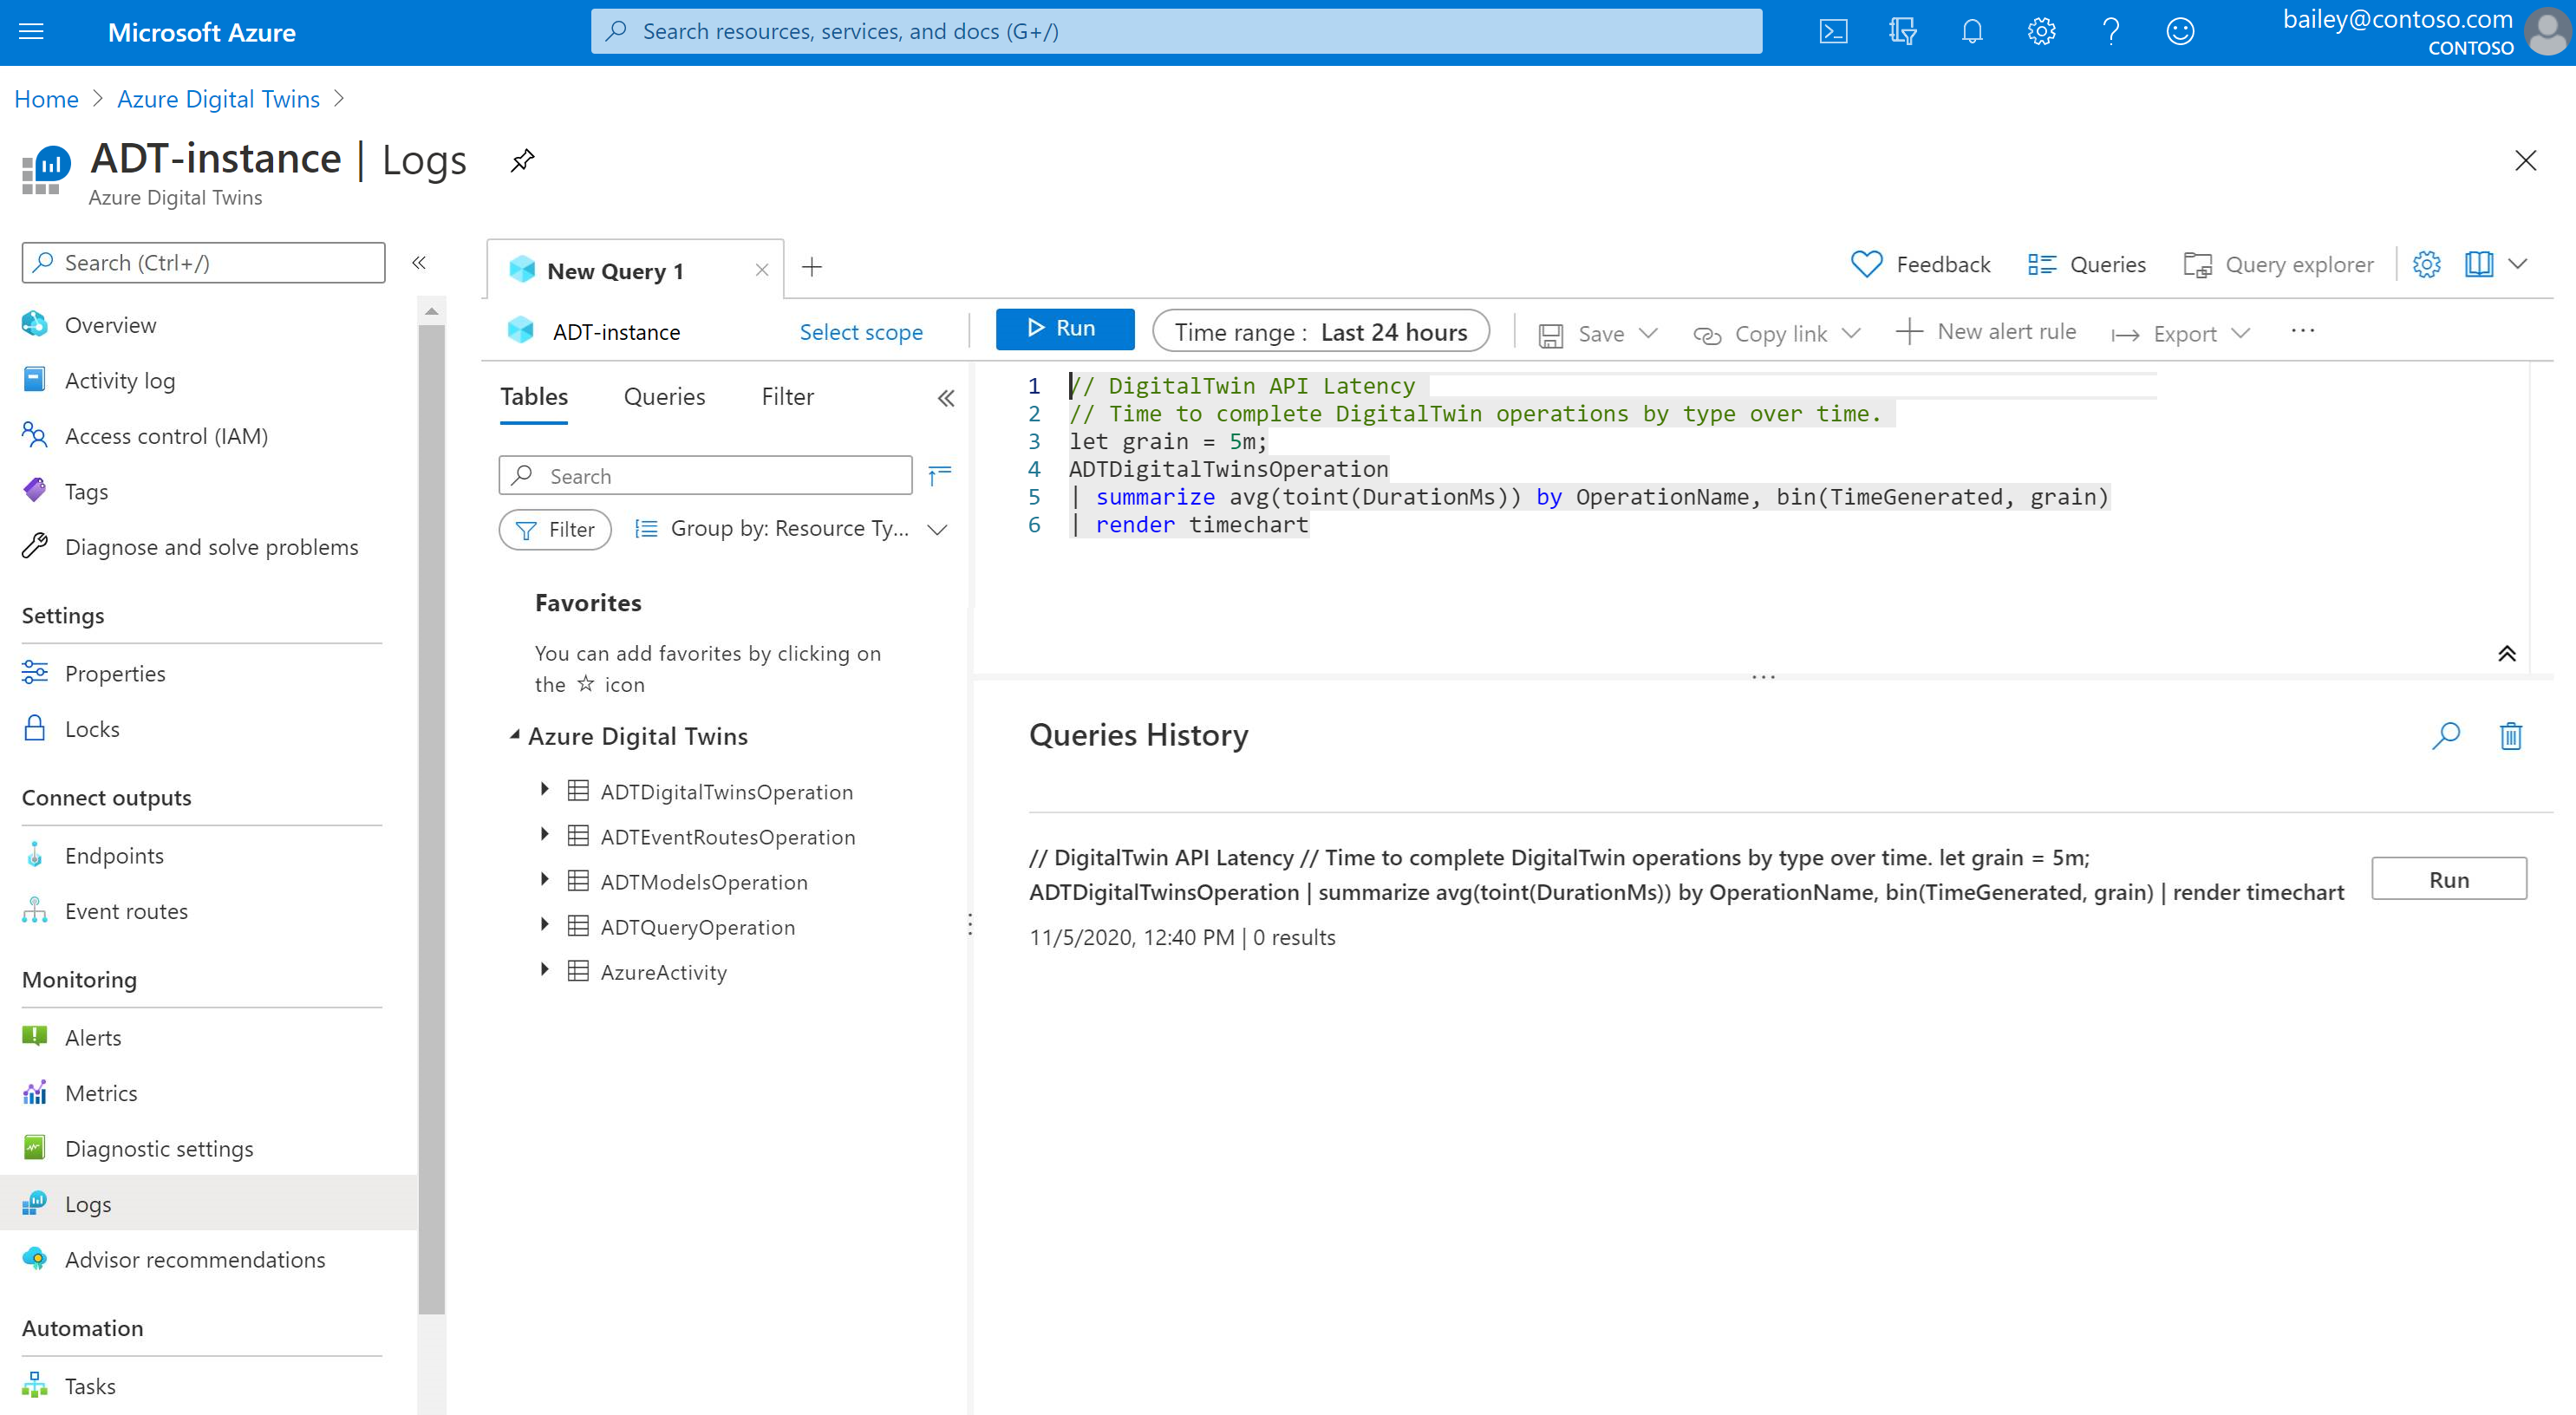 Microsoft Azure
Search resources, services, and docs (G+/)
bailey@contoso.com
CONTOSO
Home > Azure Digital Twins >
ADT-instance | Logs
Azure Digital Twins
Search (Ctrl+/)
Overview
Activity log
Access control (IAM)
Tags
Diagnose and solve problems
Settings
Properties
Locks
Connect outputs
Endpoints
Event routes
Monitoring
Alerts
Metrics
Diagnostic settings
Logs
Advisor recommendations
Automation
Tasks
New Query 1
Feedback
Queries
Query explorer
ADT-instance
Select scope
Run
Time range : Last 24 hours
Save
Copy link
New alert rule
Export
Tables
Queries
Filter
Search
Filter
Group by: Resource Ty...
Favorites
You can add favorites by clicking on
the ☆ icon
Azure Digital Twins
ADTDigitalTwinsOperation
ADTEventRoutesOperation
ADTModelsOperation
ADTQueryOperation
AzureActivity
1 // DigitalTwin API Latency
2 // Time to complete DigitalTwin operations by type over time.
3 let grain = 5m;
4 ADTDigitalTwinsOperation
5 | summarize avg(toint(DurationMs)) by OperationName, bin(TimeGenerated, grain)
6 | render timechart
Queries History
// DigitalTwin API Latency // Time to complete DigitalTwin operations by type over time. let grain = 5m;
ADTDigitalTwinsOperation | summarize avg(toint(DurationMs)) by OperationName, bin(TimeGenerated, grain) | render timechart
Run
11/5/2020, 12:40 PM | 0 results